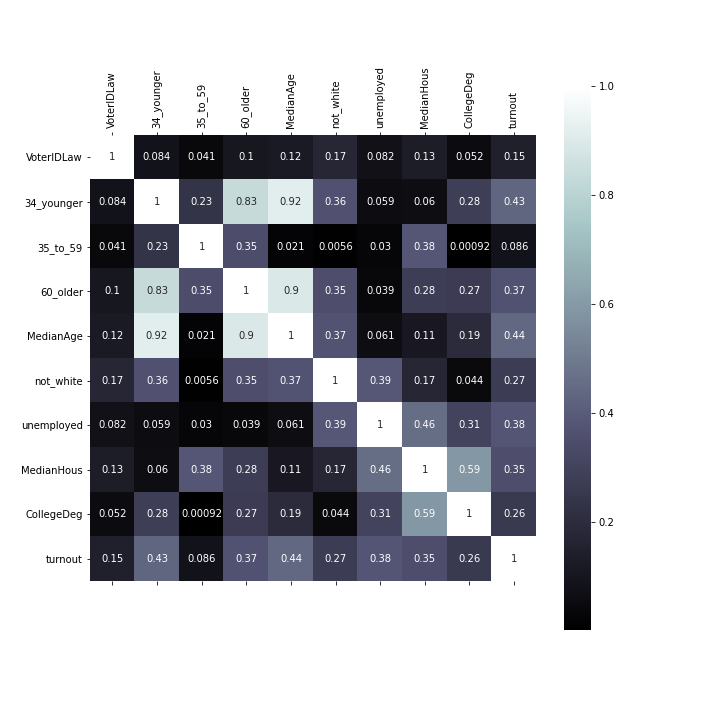 VoterIDLaw 34_younger 35_to_59 60_older MedianAge not_white unemployed MedianHous CollegeDeg turnout
VoterIDLaw 1 0.084 0.041 0.1 0.12 0.17 0.082 0.13 0.052 0.15
34_younger 0.084 1 0.23 0.83 0.92 0.36 0.059 0.06 0.28 0.43
35_to_59 0.041 0.23 1 0.35 0.021 0.0056 0.03 0.38 0.00092 0.086
60_older 0.1 0.83 0.35 1 0.9 0.35 0.039 0.28 0.27 0.37
MedianAge 0.12 0.92 0.021 0.9 1 0.37 0.061 0.11 0.19 0.44
not_white 0.17 0.36 0.0056 0.35 0.37 1 0.39 0.17 0.044 0.27
unemployed 0.082 0.059 0.03 0.039 0.061 0.39 1 0.46 0.31 0.38
MedianHous 0.13 0.06 0.38 0.28 0.11 0.17 0.46 1 0.59 0.35
CollegeDeg 0.052 0.28 0.00092 0.27 0.19 0.044 0.31 0.59 1 0.26
turnout 0.15 0.43 0.086 0.37 0.44 0.27 0.38 0.35 0.26 1
1.0
0.8
0.6
0.4
0.2